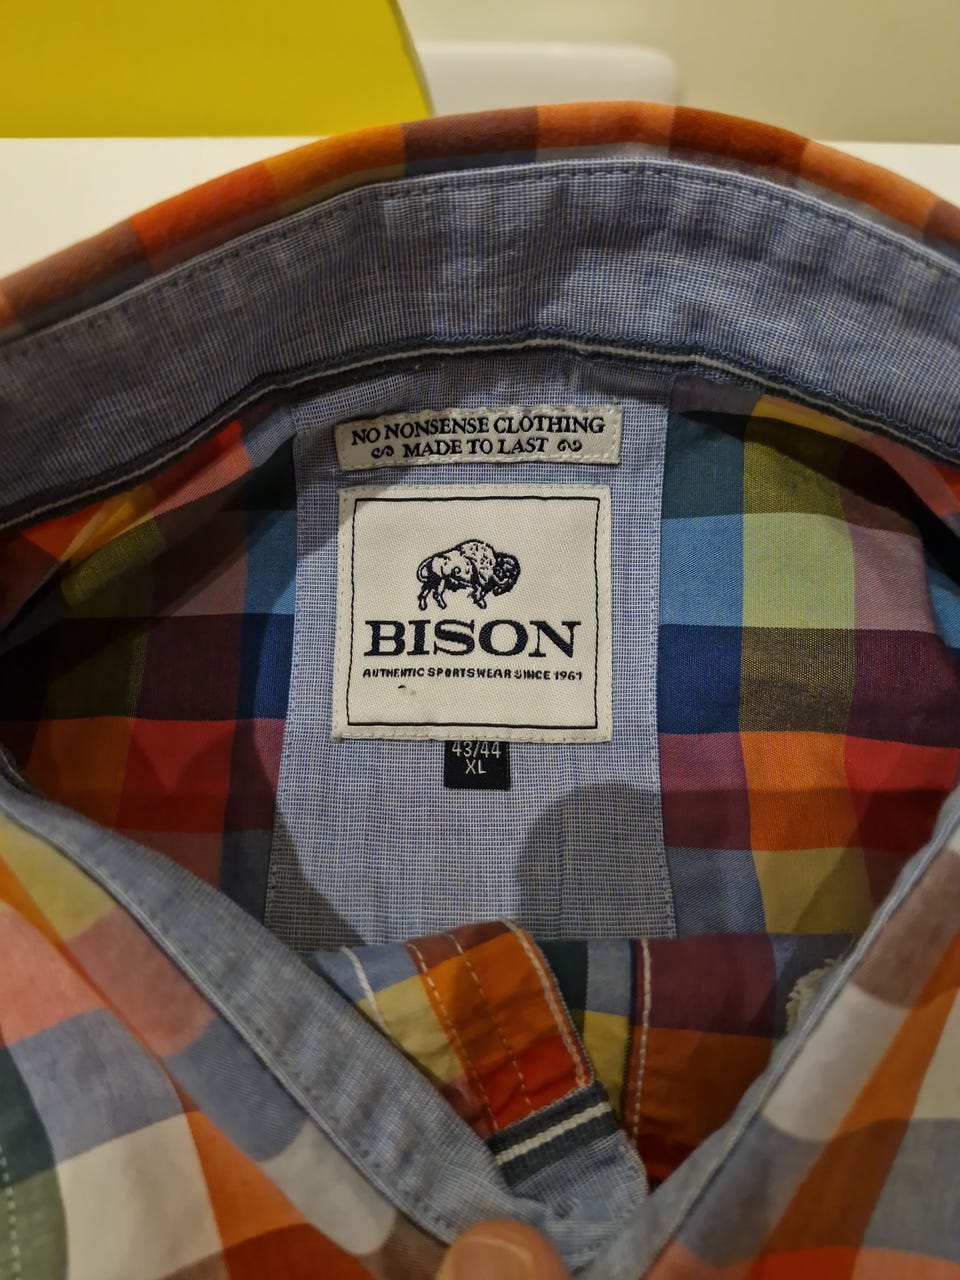 NO NONSENSE CLOTHING
MADE TO LAST
BISON
AUTHENTIC SPORTSWEAR SINCE 1961
43/44
XL